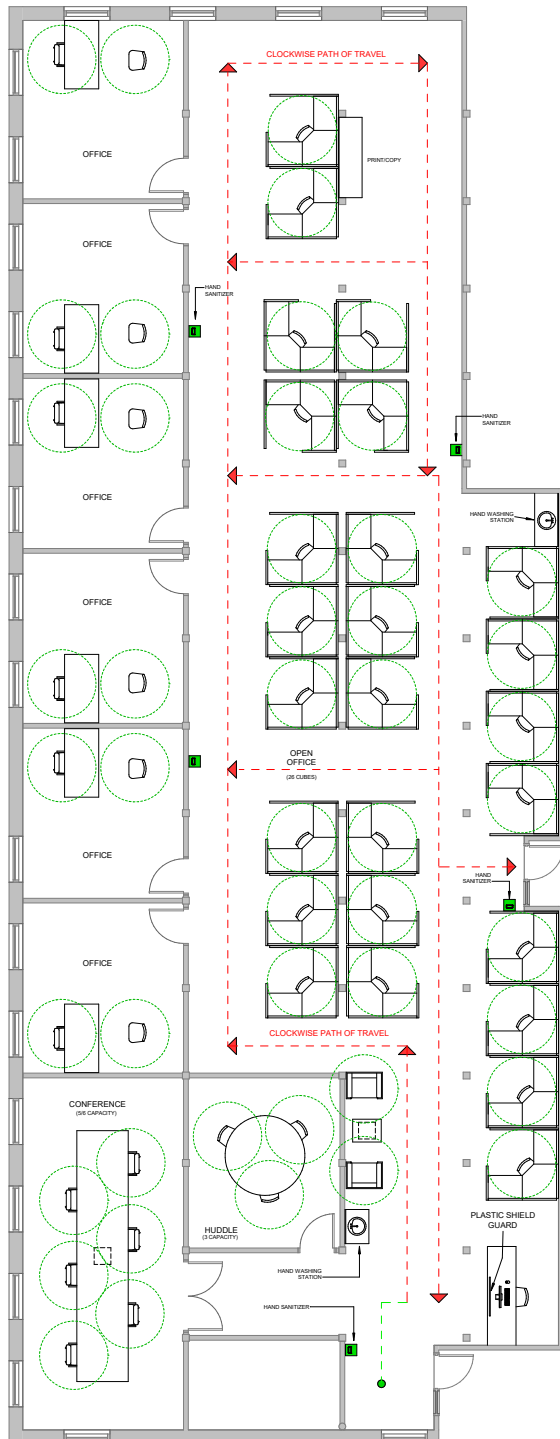 CLOCKWISE PATH OF TRAVEL
OFFICE
PRINT/COPY
OFFICE
HAND
SANITIZER
HAND
SANITIZER
OFFICE
HAND WASHING
STATION
OFFICE
OPEN
OFFICE
(26 CUBES)
OFFICE
HAND
SANITIZER
OFFICE
CLOCKWISE PATH OF TRAVEL
CONFERENCE
(5/6 CAPACITY)
HUDDLE
(3 CAPACITY)
PLASTIC SHIELD
GUARD
HAND WASHING
STATION
HAND SANITIZER